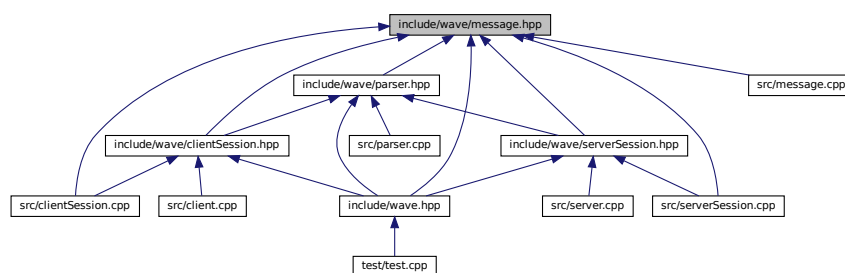 include/wave/message.hpp
include/wave/parser.hpp
src/message.cpp
include/wave/clientSession.hpp
src/parser.cpp
include/wave/serverSession.hpp
src/clientSession.cpp
src/client.cpp
include/wave.hpp
src/server.cpp
src/serverSession.cpp
test/test.cpp